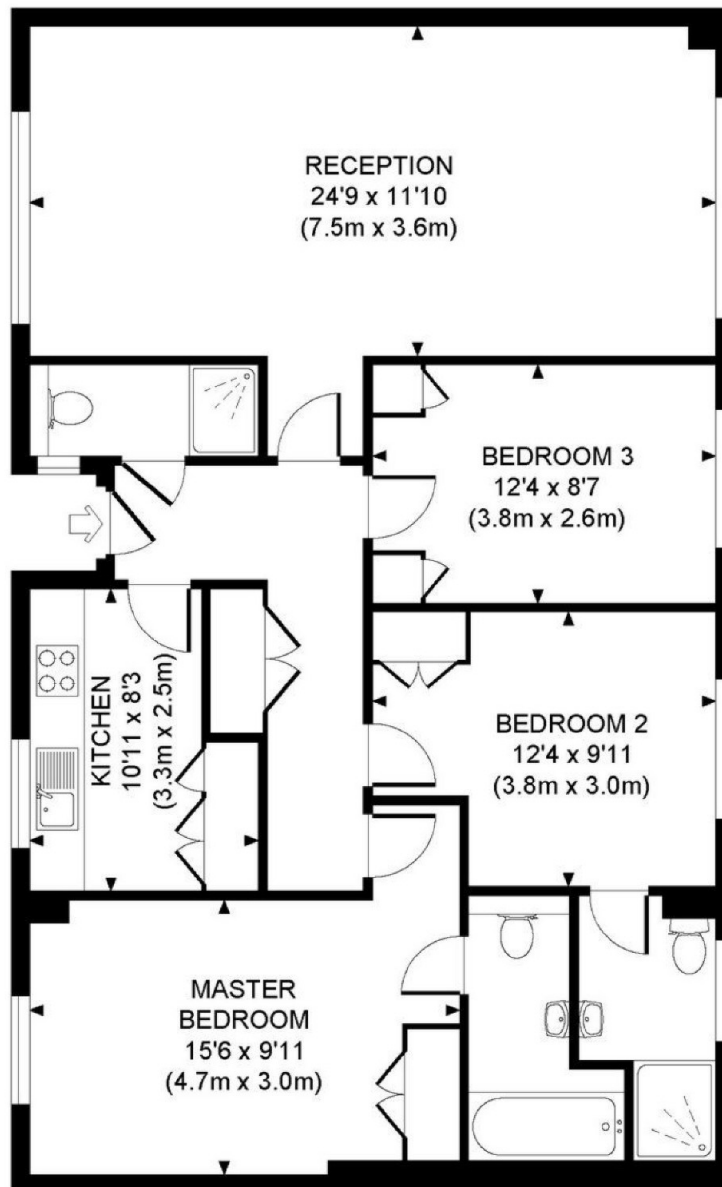 RECEPTION
24'9 x 11'10
(7.5m x 3.6m)
BEDROOM 3
12'4 x 8'7
(3.8m x 2.6m)
KITCHEN
10'11 x 8'3
(3.3m x 2.5m)
BEDROOM 2
12'4 x 9'11
(3.8m x 3.0m)
MASTER
BEDROOM
15'6 x 9'11
(4.7m x 3.0m)